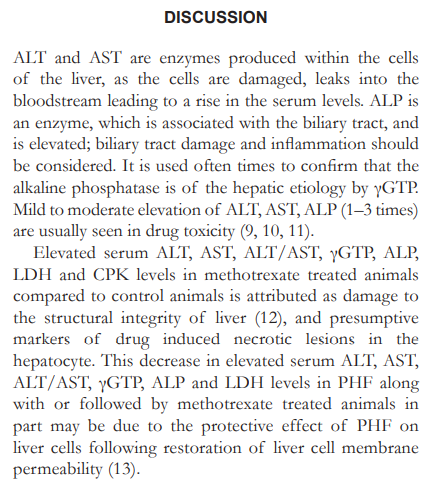 DISCUSSION
ALT and AST are enzymes produced within the cells
of the liver, as the cells are damaged, leaks into the
bloodstream leading to a rise in the serum levels. ALP is
an enzyme, which is associated with the biliary tract, and
is elevated; biliary tract damage and inflammation should
be considered. It is used often times to confirm that the
alkaline phosphatase is of the hepatic etiology by γGTP.
Mild to moderate elevation of ALT, AST, ALP (1–3 times)
are usually seen in drug toxicity (9, 10, 11).
Elevated serum ALT, AST, ALT/AST, γGTP, ALP,
LDH and CPK levels in methotrexate treated animals
compared to control animals is attributed as damage to
the structural integrity of liver (12), and presumptive
markers of drug induced necrotic lesions in the
hepatocyte. This decrease in elevated serum ALT, AST,
ALT/AST, γGTP, ALP and LDH levels in PHF along
with or followed by methotrexate treated animals in
part may be due to the protective effect of PHF on
liver cells following restoration of liver cell membrane
permeability (13).